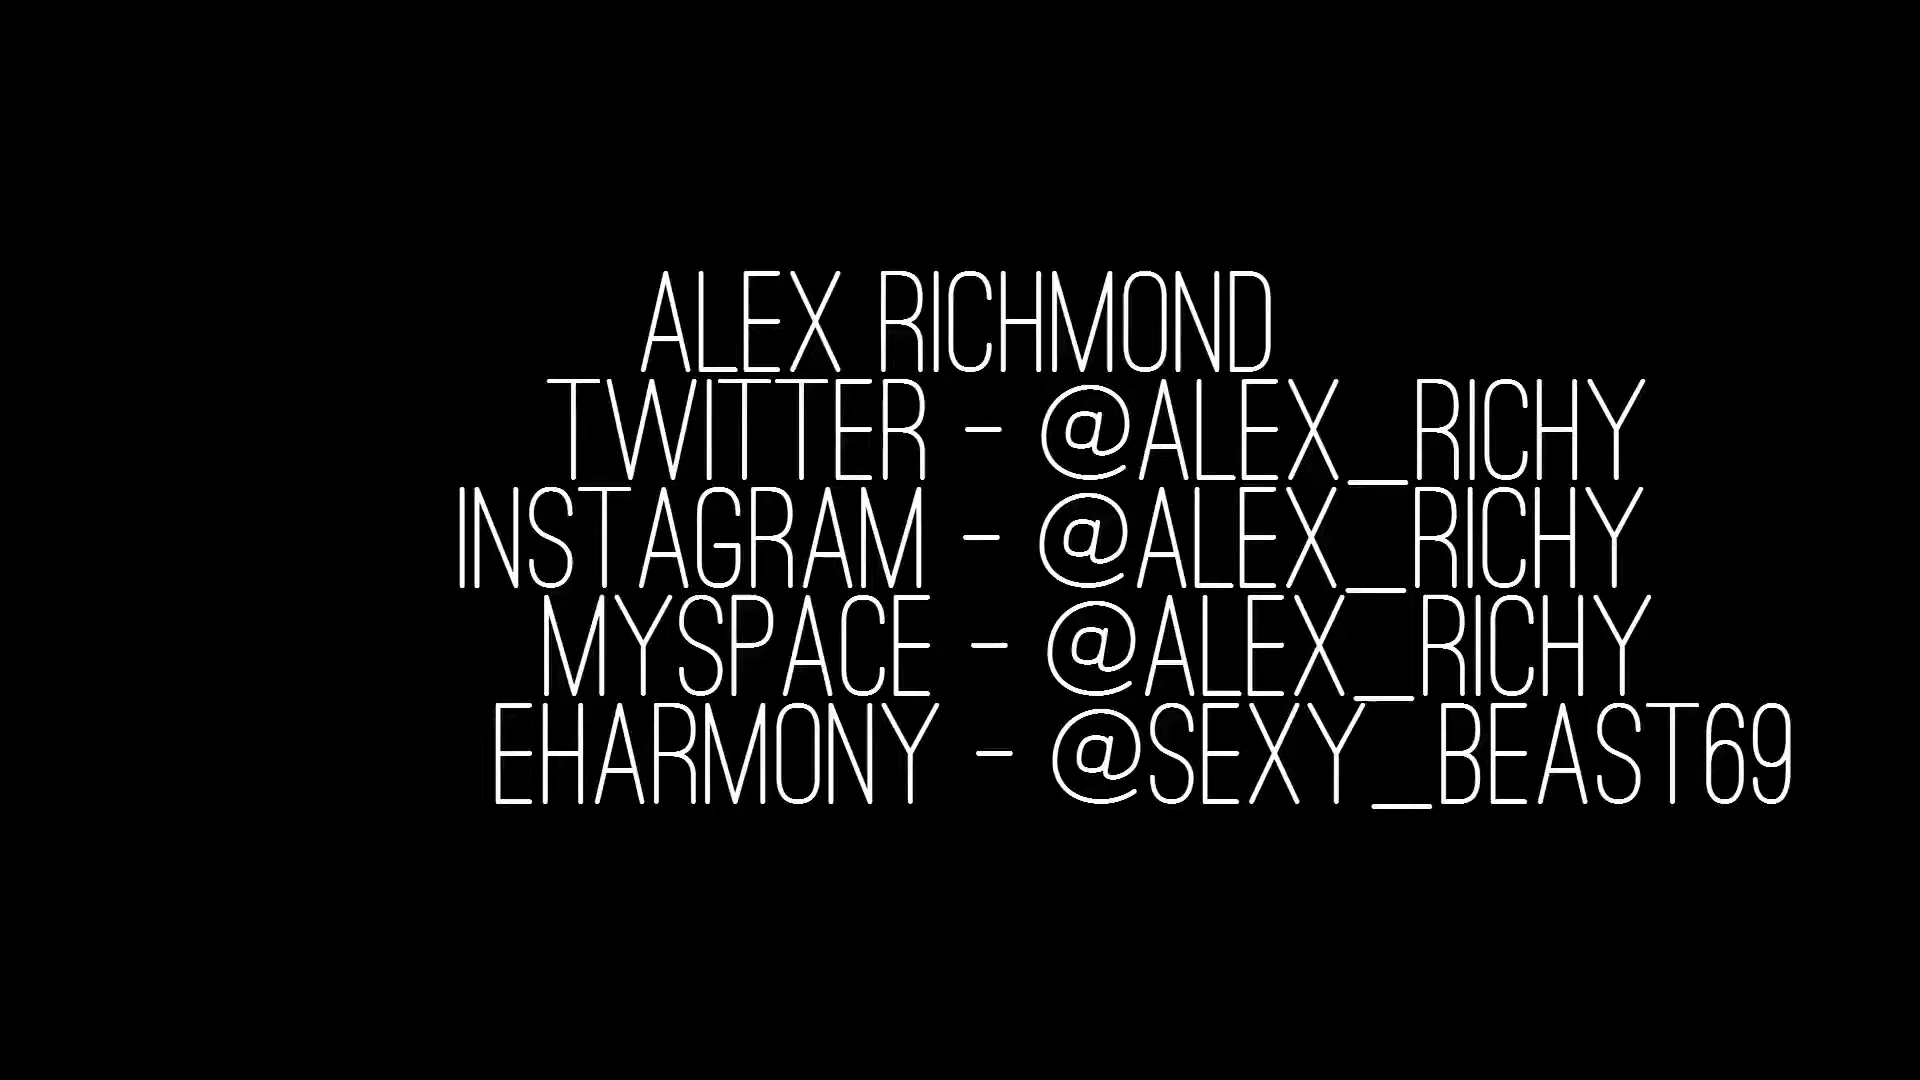 ALEX RICHMOND
TWITTER - @ALEX_RICHY
INSTAGRAM - @ALEX_RICHY
MYSPACE - @ALEX_RICHY
EHARMONY - @SEXY_BEAST69